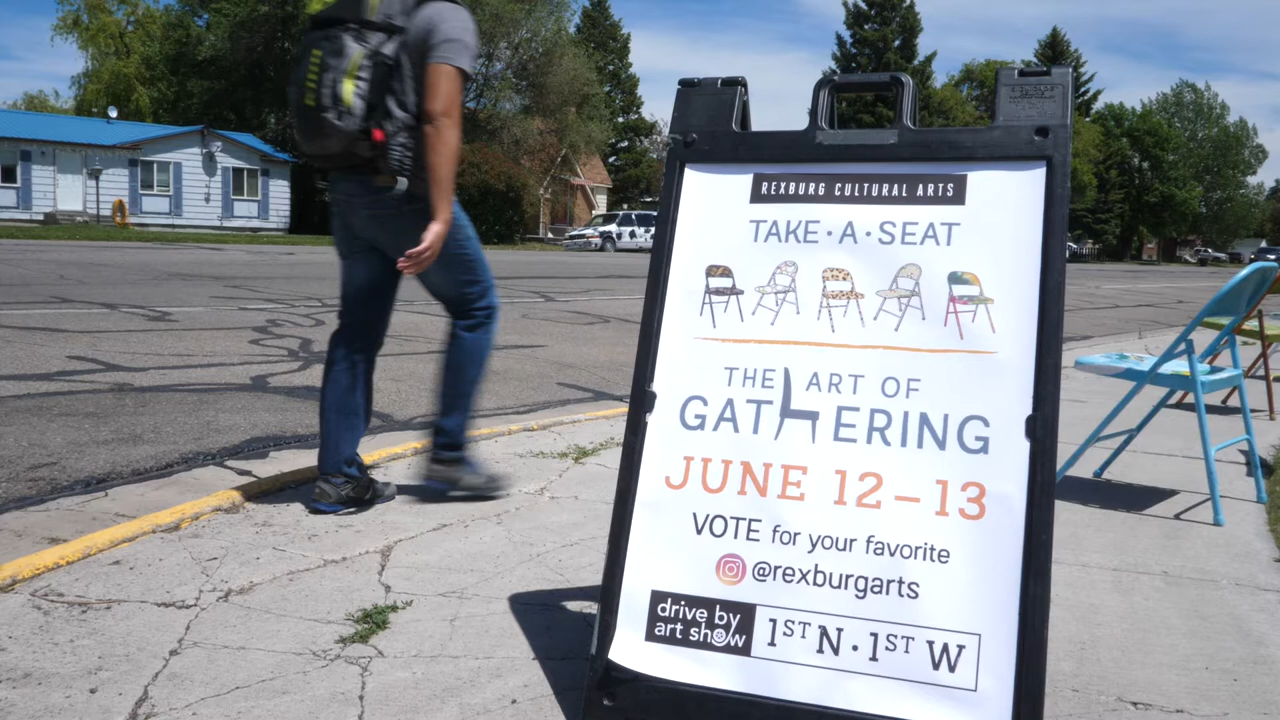 REXBURG CULTURAL ARTS
TAKE·A·SEAT
THE ART OF
GATHERING
JUNE 12–13
VOTE for your favorite
@rexburgarts
drive by
art show
1ST N·1ST W